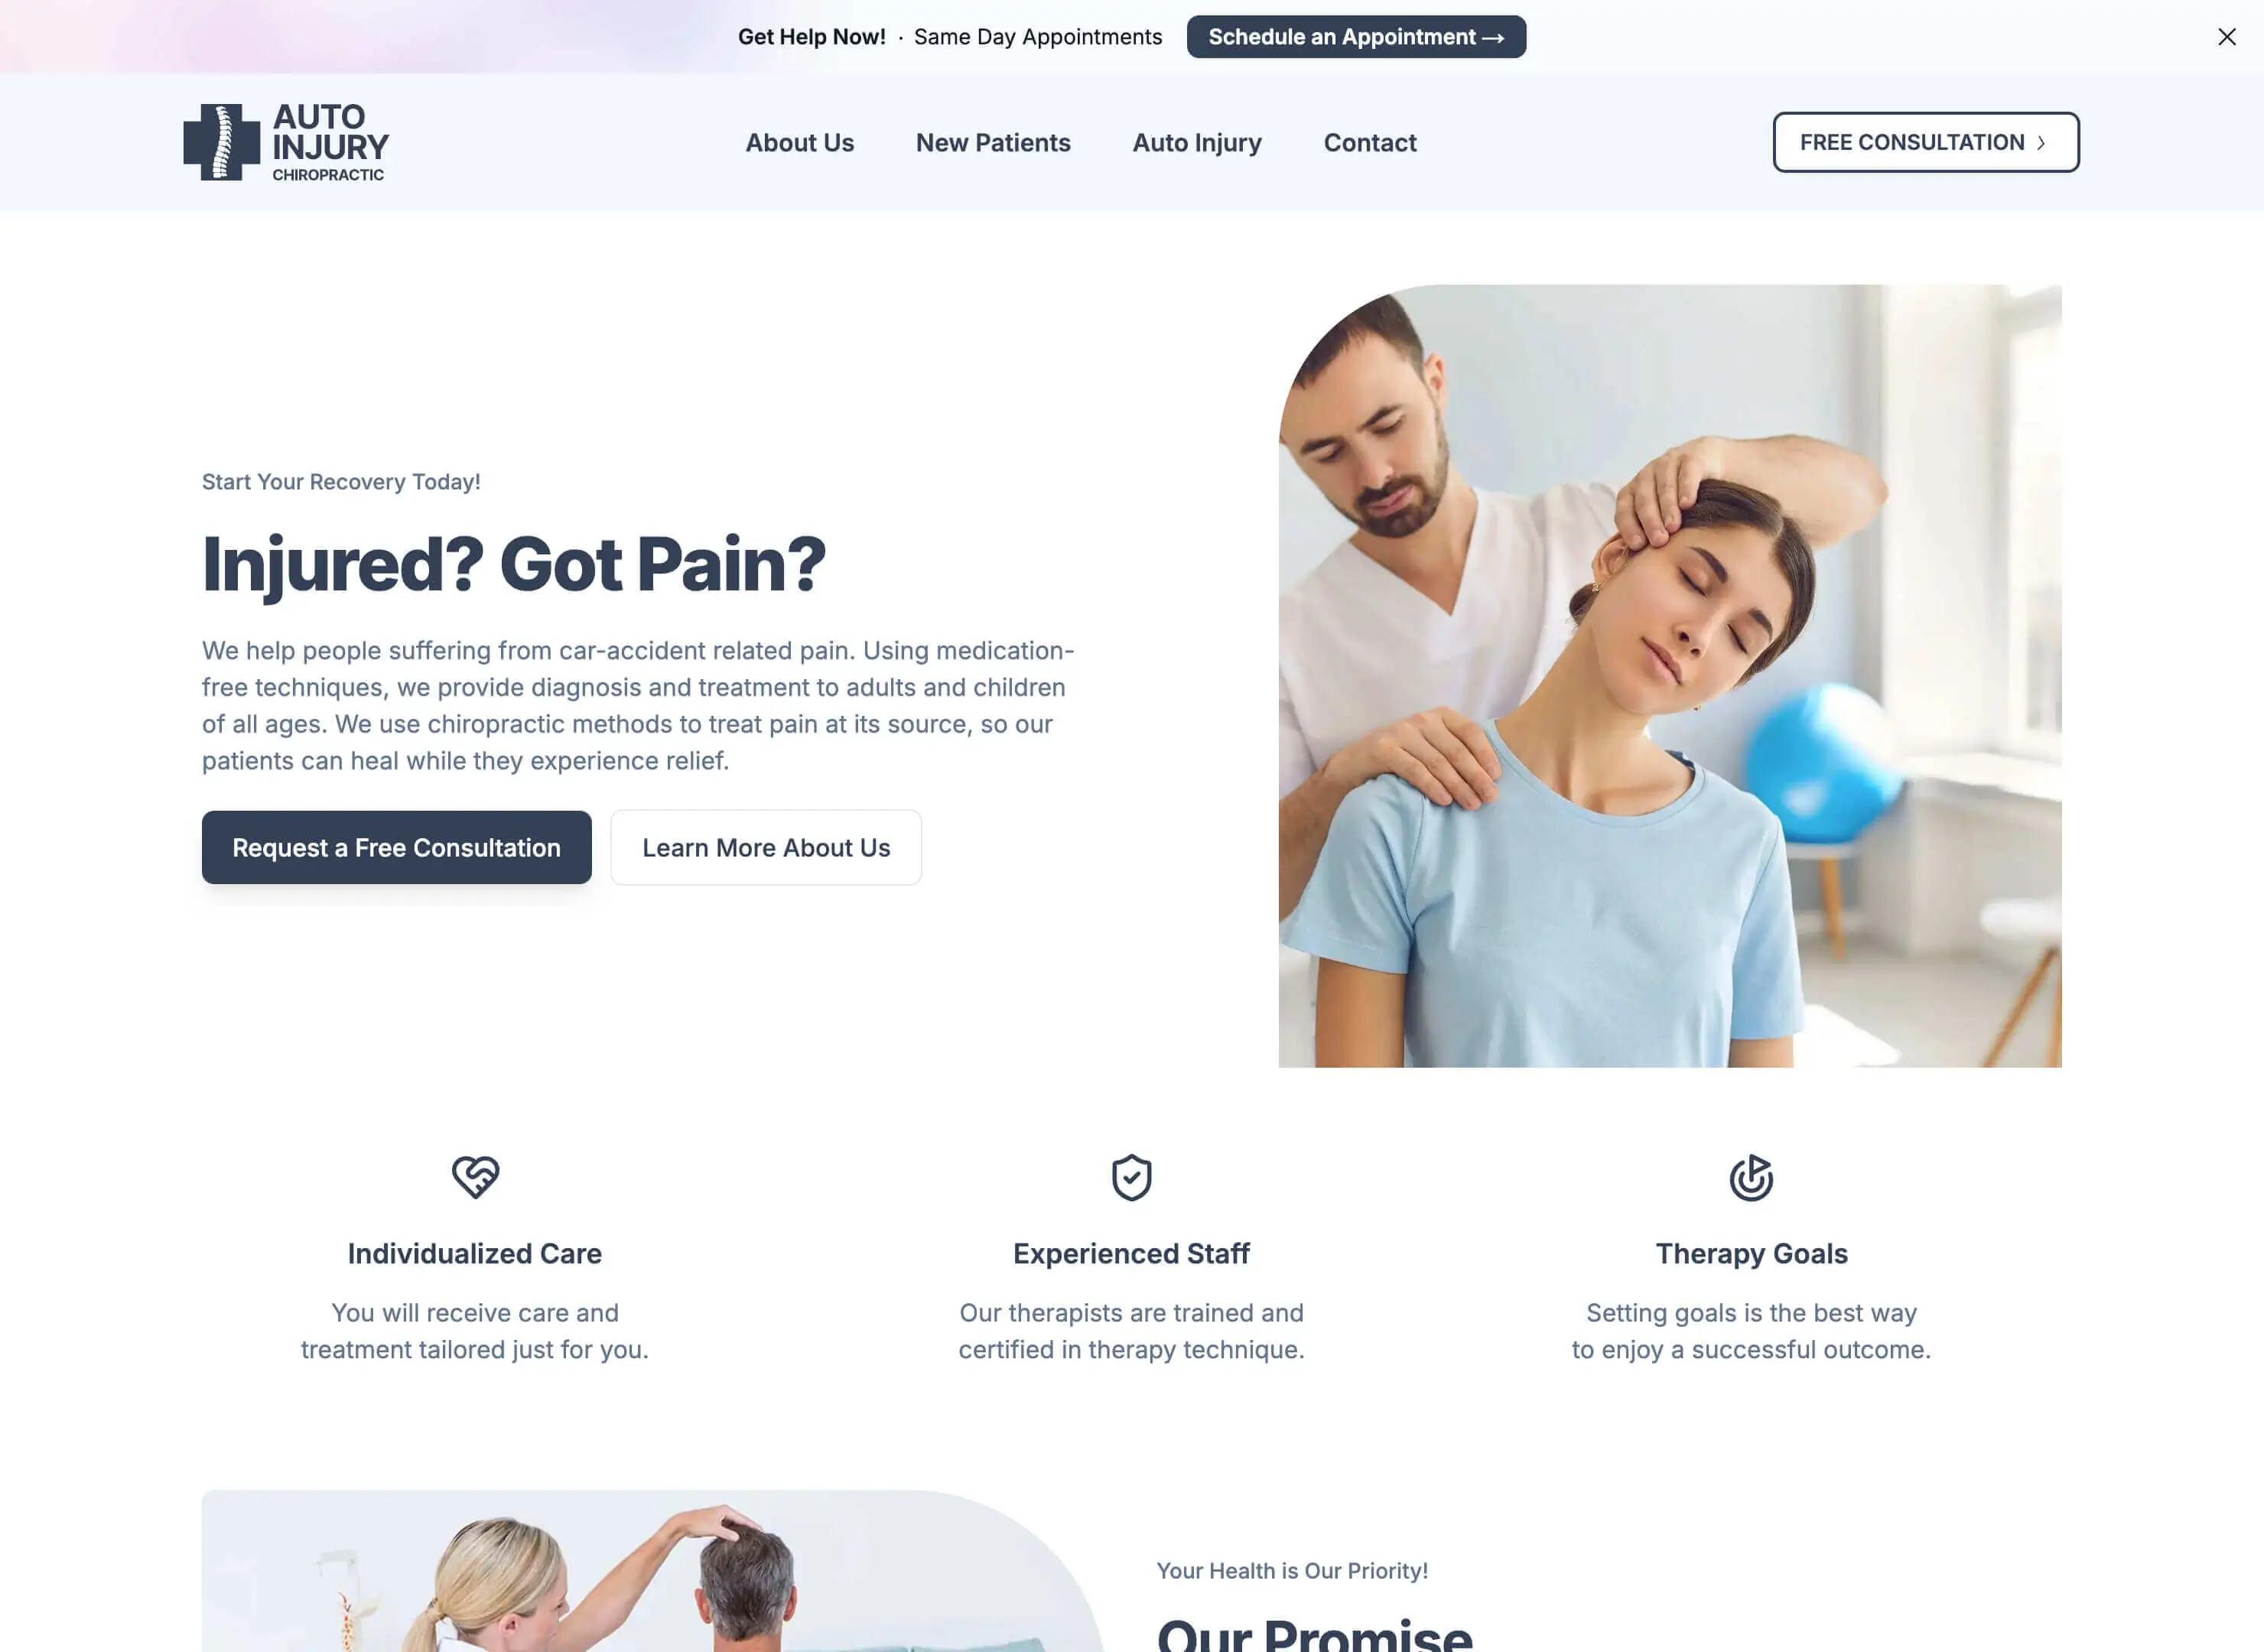 Get Help Now! · Same Day Appointments Schedule an Appointment →
AUTO
INJURY
CHIROPRACTIC
About Us New Patients Auto Injury Contact
FREE CONSULTATION
Start Your Recovery Today!
Injured? Got Pain?
We help people suffering from car-accident related pain. Using medication-
free techniques, we provide diagnosis and treatment to adults and children
of all ages. We use chiropractic methods to treat pain at its source, so our
patients can heal while they experience relief.
Request a Free Consultation
Learn More About Us
Individualized Care
You will receive care and
treatment tailored just for you.
Experienced Staff
Our therapists are trained and
certified in therapy technique.
Therapy Goals
Setting goals is the best way
to enjoy a successful outcome.
Your Health is Our Priority!
Our Promise